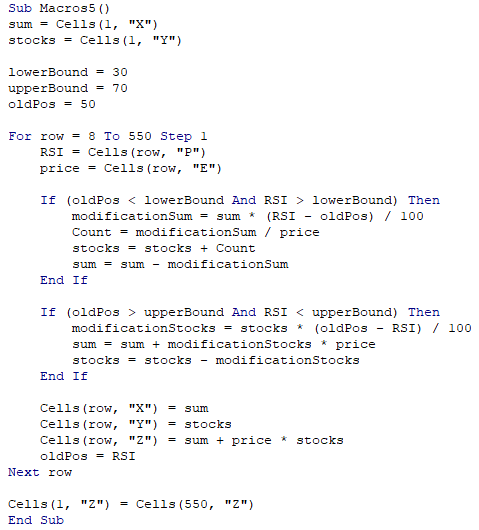 Sub Macros5()
sum = Cells(1, "X")
stocks = Cells(1, "Y")
lowerBound = 30
upperBound = 70
oldPos = 50
For row = 8 To 550 Step 1
RSI = Cells(row, "P")
price = Cells(row, "E")
If (oldPos < lowerBound And RSI > lowerBound) Then
modificationSum = sum * (RSI - oldPos) / 100
Count = modificationSum / price
stocks = stocks + Count
sum = sum - modificationSum
End If
If (oldPos > upperBound And RSI < upperBound) Then
modificationStocks = stocks * (oldPos - RSI) / 100
sum = sum + modificationStocks * price
stocks = stocks - modificationStocks
End If
Cells(row, "X") = sum
Cells(row, "Y") = stocks
Cells(row, "Z") = sum + price * stocks
oldPos = RSI
Next row
Cells(1, "Z") = Cells(550, "Z")
End Sub